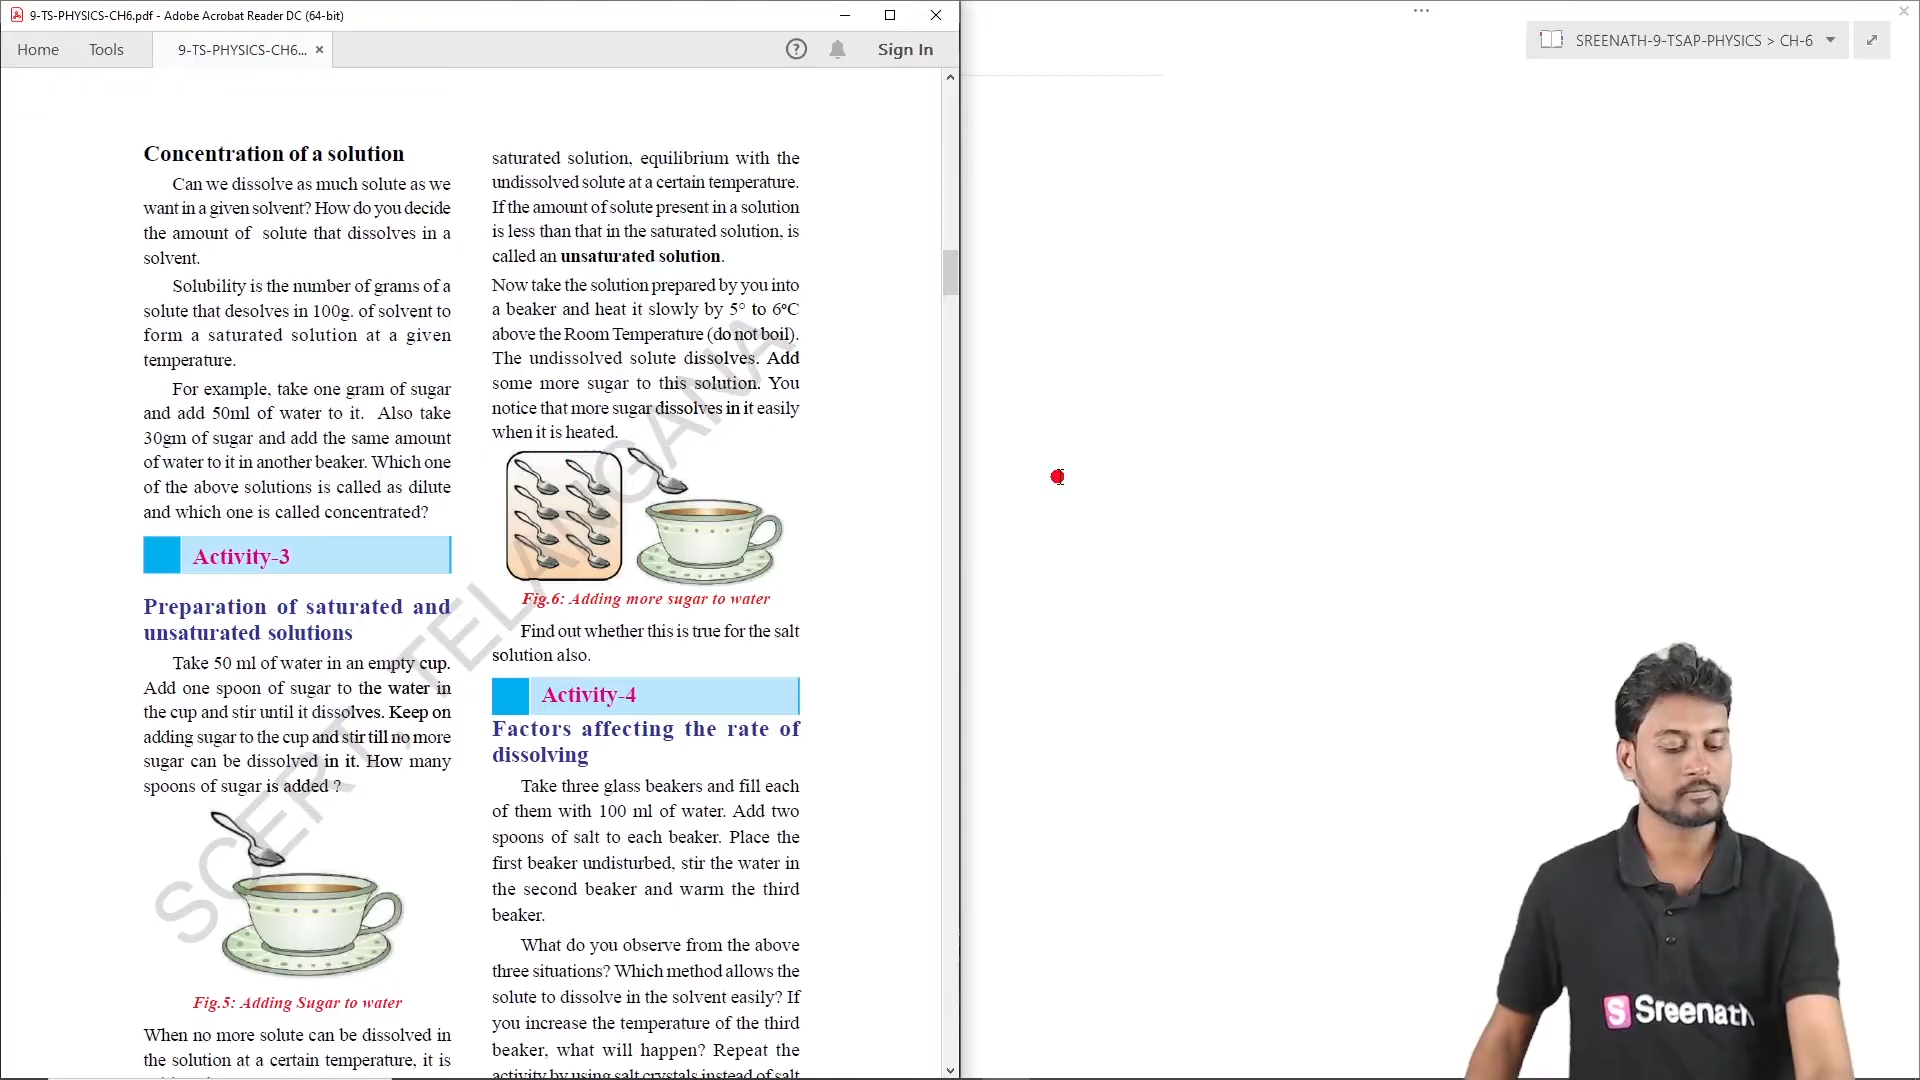 9-TS-PHYSICS-CH6.pdf - Adobe Acrobat Reader DC (64-bit)
Home Tools 9-TS-PHYSICS-CH6... Sign In
SREENATH-9-TSAP-PHYSICS > CH-6
Concentration of a solution
Can we dissolve as much solute as we
want in a given solvent? How do you decide
the amount of solute that dissolves in a
solvent.
Solubility is the number of grams of a
solute that desolves in 100g. of solvent to
form a saturated solution at a given
temperature.
For example, take one gram of sugar
and add 50ml of water to it. Also take
30gm of sugar and add the same amount
of water to it in another beaker. Which one
of the above solutions is called as dilute
and which one is called concentrated?
Activity-3
Preparation of saturated and
unsaturated solutions
Take 50 ml of water in an empty cup.
Add one spoon of sugar to the water in
the cup and stir until it dissolves. Keep on
adding sugar to the cup and stir till no more
sugar can be dissolved in it. How many
spoons of sugar is added ?
Fig.5: Adding Sugar to water
When no more solute can be dissolved in
the solution at a certain temperature, it is
saturated solution, equilibrium with the
undissolved solute at a certain temperature.
If the amount of solute present in a solution
is less than that in the saturated solution, is
called an unsaturated solution.
Now take the solution prepared by you into
a beaker and heat it slowly by 5° to 6°C
above the Room Temperature (do not boil).
The undissolved solute dissolves. Add
some more sugar to this solution. You
notice that more sugar dissolves in it easily
when it is heated.
Fig.6: Adding more sugar to water
Find out whether this is true for the salt
solution also.
Activity-4
Factors affecting the rate of
dissolving
Take three glass beakers and fill each
of them with 100 ml of water. Add two
spoons of salt to each beaker. Place the
first beaker undisturbed, stir the water in
the second beaker and warm the third
beaker.
What do you observe from the above
three situations? Which method allows the
solute to dissolve in the solvent easily? If
you increase the temperature of the third
beaker, what will happen? Repeat the
activity by using salt crystals instead of salt
SCERT, TELANGANA
Sreenath